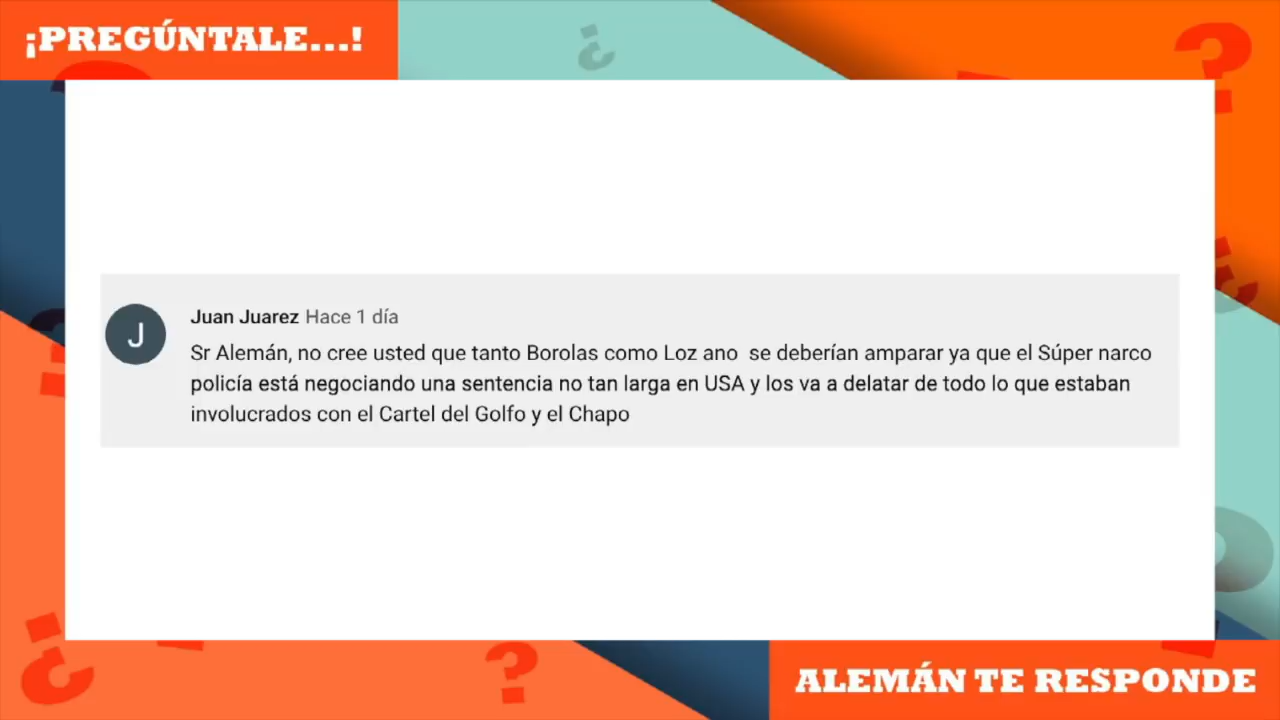 ¡PREGÚNTALE...!
J
Juan Juarez Hace 1 día
Sr Alemán, no cree usted que tanto Borolas como Loz ano  se deberían amparar ya que el Súper narco
policía está negociando una sentencia no tan larga en USA y los va a delatar de todo lo que estaban
involucrados con el Cartel del Golfo y el Chapo
ALEMÁN TE RESPONDE